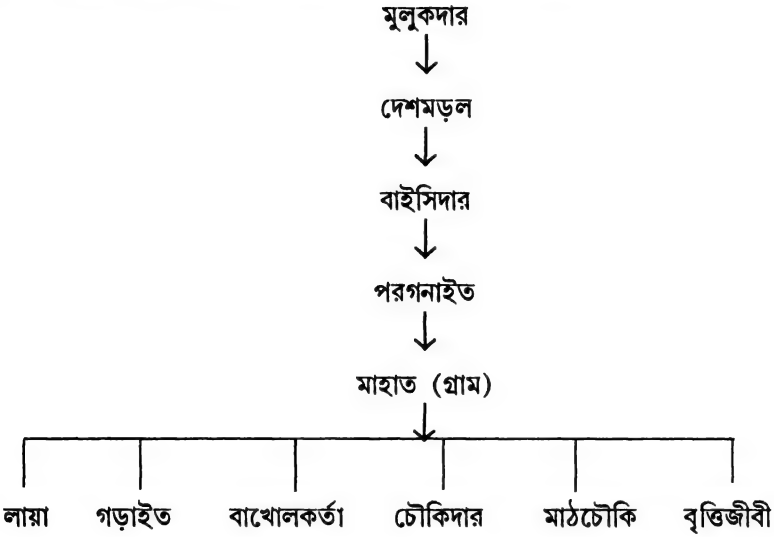 মুলুকদার
দেশমড়ল
বাইসিদার
পরগনাইত
মাহাত (গ্রাম)
লায়া গড়াইত বাখোলকর্তা চৌকিদার মাঠচৌকি বৃত্তিজীবী